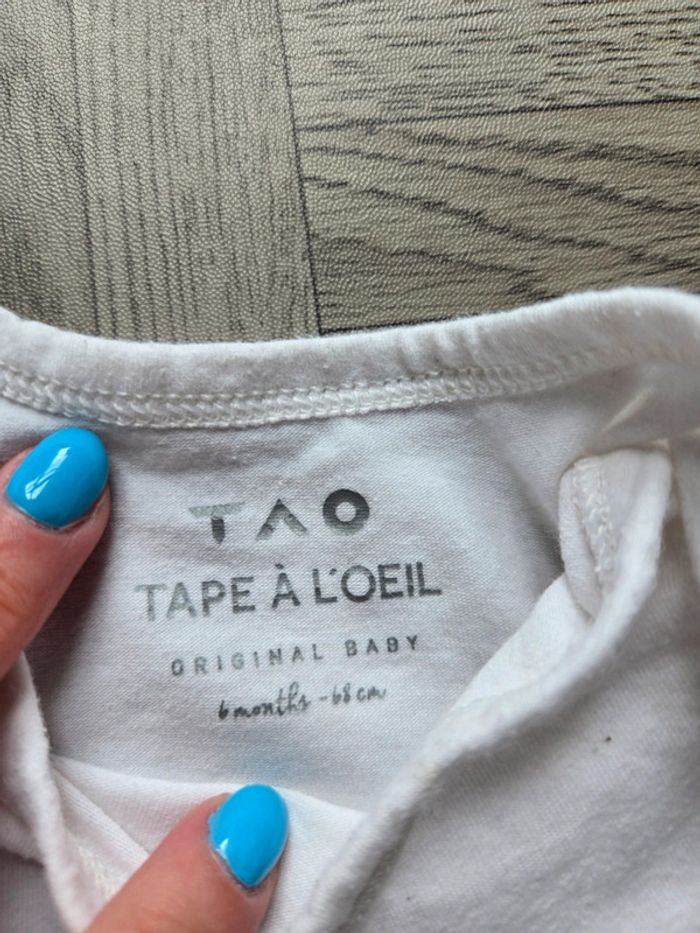 TAO
TAPE À L'OEIL
ORIGINAL BABY
6 months - 68 cm